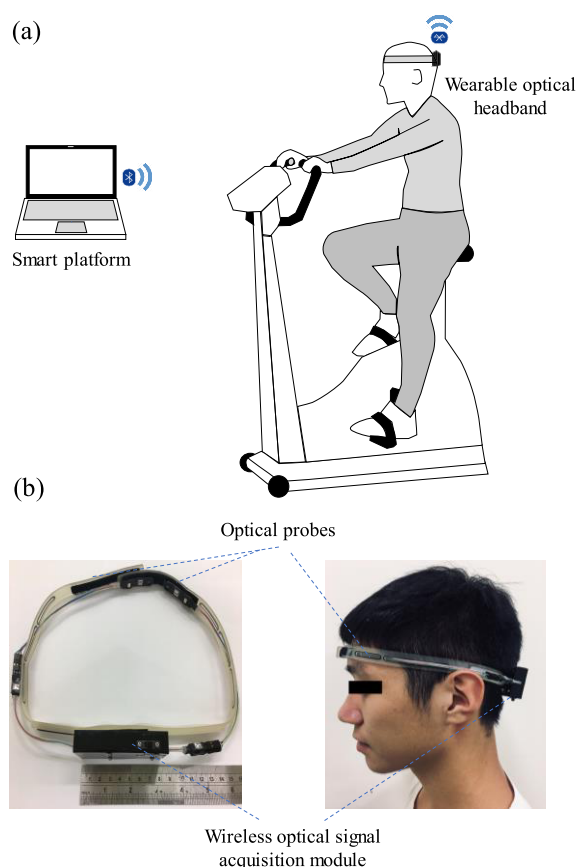 (a)
Wearable optical
headband
Smart platform
(b)
Optical probes
Wireless optical signal
acquisition module